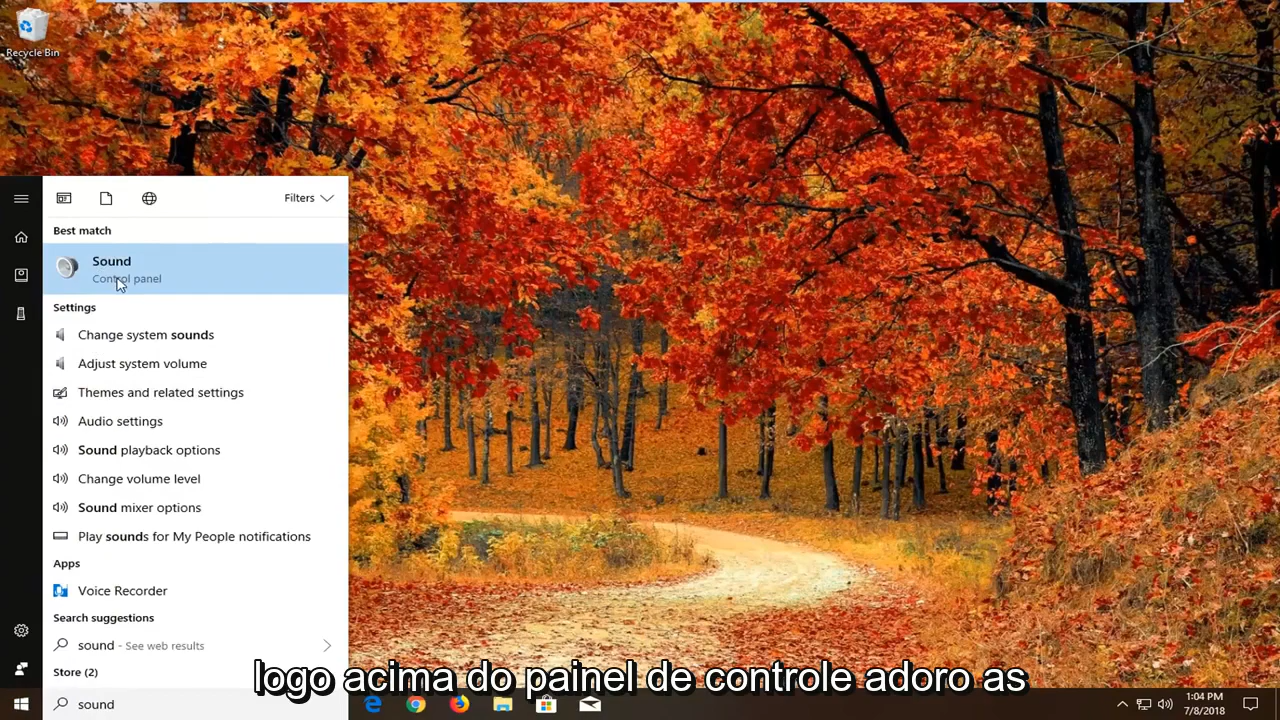 Recycle Bin
Filters
Best match
Sound
Control panel
Settings
Change system sounds
Adjust system volume
Themes and related settings
Audio settings
Sound playback options
Change volume level
Sound mixer options
Play sounds for My People notifications
Apps
Voice Recorder
Search suggestions
sound - See web results
Store (2)
logo acima do painel de controle adoro as
sound
1:04 PM
7/8/2018